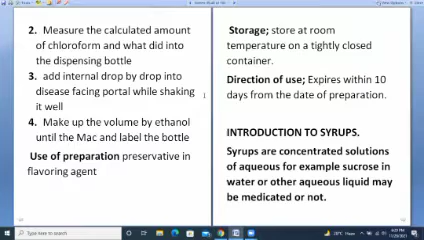 2. Measure the calculated amount
of chloroform and what did into
the dispensing bottle
3. add internal drop by drop into
disease facing portal while shaking
it well
4. Make up the volume by ethanol
until the Mac and label the bottle
Use of preparation preservative in
flavoring agent
Storage; store at room
temperature on a tightly closed
container.
Direction of use; Expires within 10
days from the date of preparation.
INTRODUCTION TO SYRUPS.
Syrups are concentrated solutions
of aqueous for example sucrose in
water or other aqueous liquid may
be medicated or not.
Type here to search